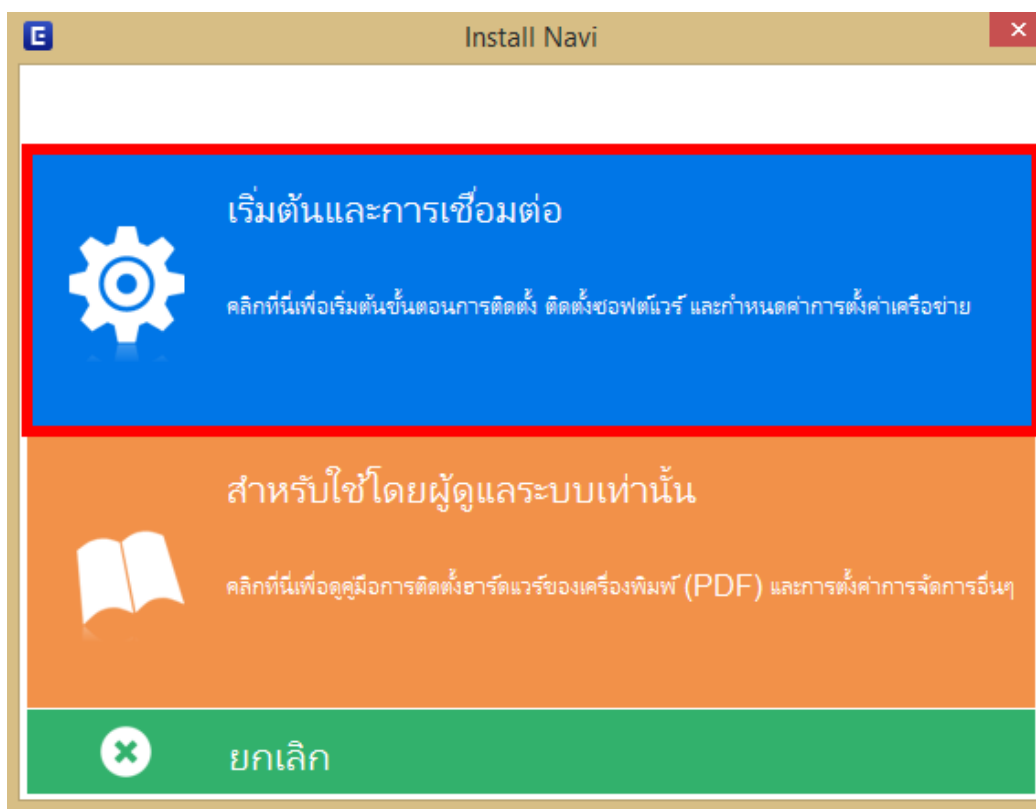 E
Install Navi
เริ่มต้นและการเชื่อมต่อ
คลิกที่นี่เพื่อเริ่มต้นขั้นตอนการติดตั้ง ติดตั้งซอฟต์แวร์ และกำหนดค่าการตั้งค่าเครือข่าย
สำหรับใช้โดยผู้ดูแลระบบเท่านั้น
คลิกที่นี่เพื่อดูคู่มือการติดตั้งฮาร์ดแวร์ของเครื่องพิมพ์ (PDF) และการตั้งค่าการจัดการอื่นๆ
ยกเลิก